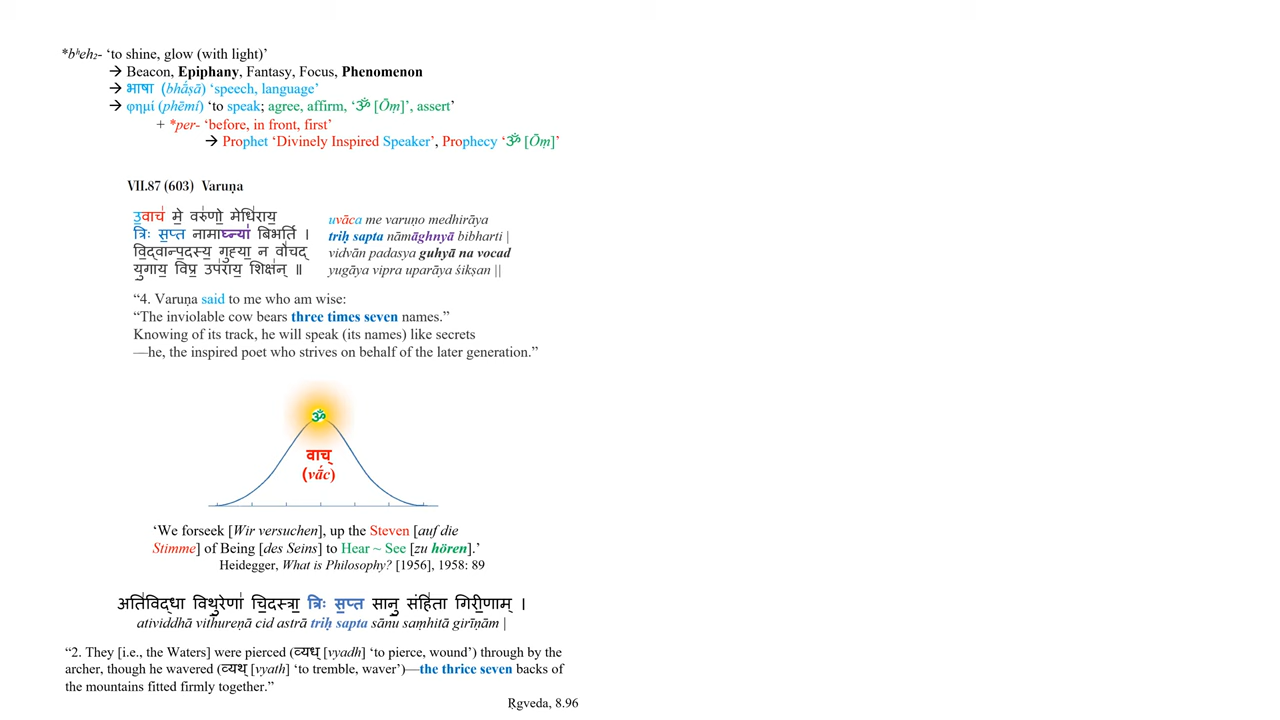 *bʰeh₂- ‘to shine, glow (with light)’
→ Beacon, Epiphany, Fantasy, Focus, Phenomenon
→ भाषा (bhā́ṣā) ‘speech, language’
→ φημί (phēmí) ‘to speak; agree, affirm, ‘ॐ [Ōṃ]’, assert’
+ *per- ‘before, in front, first’
→ Prophet ‘Divinely Inspired Speaker’, Prophecy ‘ॐ [Ōṃ]’
VII.87 (603) Varuṇa
उ॒वाच॑ मे॒ वरु॑णो॒ मेधि॑राय॒
त्रिः स॒प्त नामाघ्न्या॑ बिभर्ति ।
वि॒द्वान्प॒दस्य॒ गुह्या॒ न वो॑चद्
यु॒गाय॒ विप्र॒ उप॑राय॒ शिक्ष॑न् ॥
uvāca me varuṇo medhirāya
triḥ sapta nāmāghnyā bibharti |
vidvān padasya guhyā na vocad
yugāya vipra uparāya śikṣan ||
“4. Varuṇa said to me who am wise:
“The inviolable cow bears three times seven names.”
Knowing of its track, he will speak (its names) like secrets
—he, the inspired poet who strives on behalf of the later generation.”
ॐ
वाच्
(vā́c)
‘We forseek [Wir versuchen], up the Steven [auf die
Stimme] of Being [des Seins] to Hear ~ See [zu hören].’
Heidegger, What is Philosophy? [1956], 1958: 89
अति॑विद्धा विथु॒रेणा॑ चि॒दस्त्रा॒ त्रिः स॒प्त सानु॒ संहि॑ता गिरी॒णाम् ।
atividdhā vithureṇā cid astrā triḥ sapta sānu saṃhitā girīṇām |
“2. They [i.e., the Waters] were pierced (व्यध् [vyadh] ‘to pierce, wound’) through by the
archer, though he wavered (व्यथ् [vyath] ‘to tremble, waver’)—the thrice seven backs of
the mountains fitted firmly together.”
Ṛgveda, 8.96